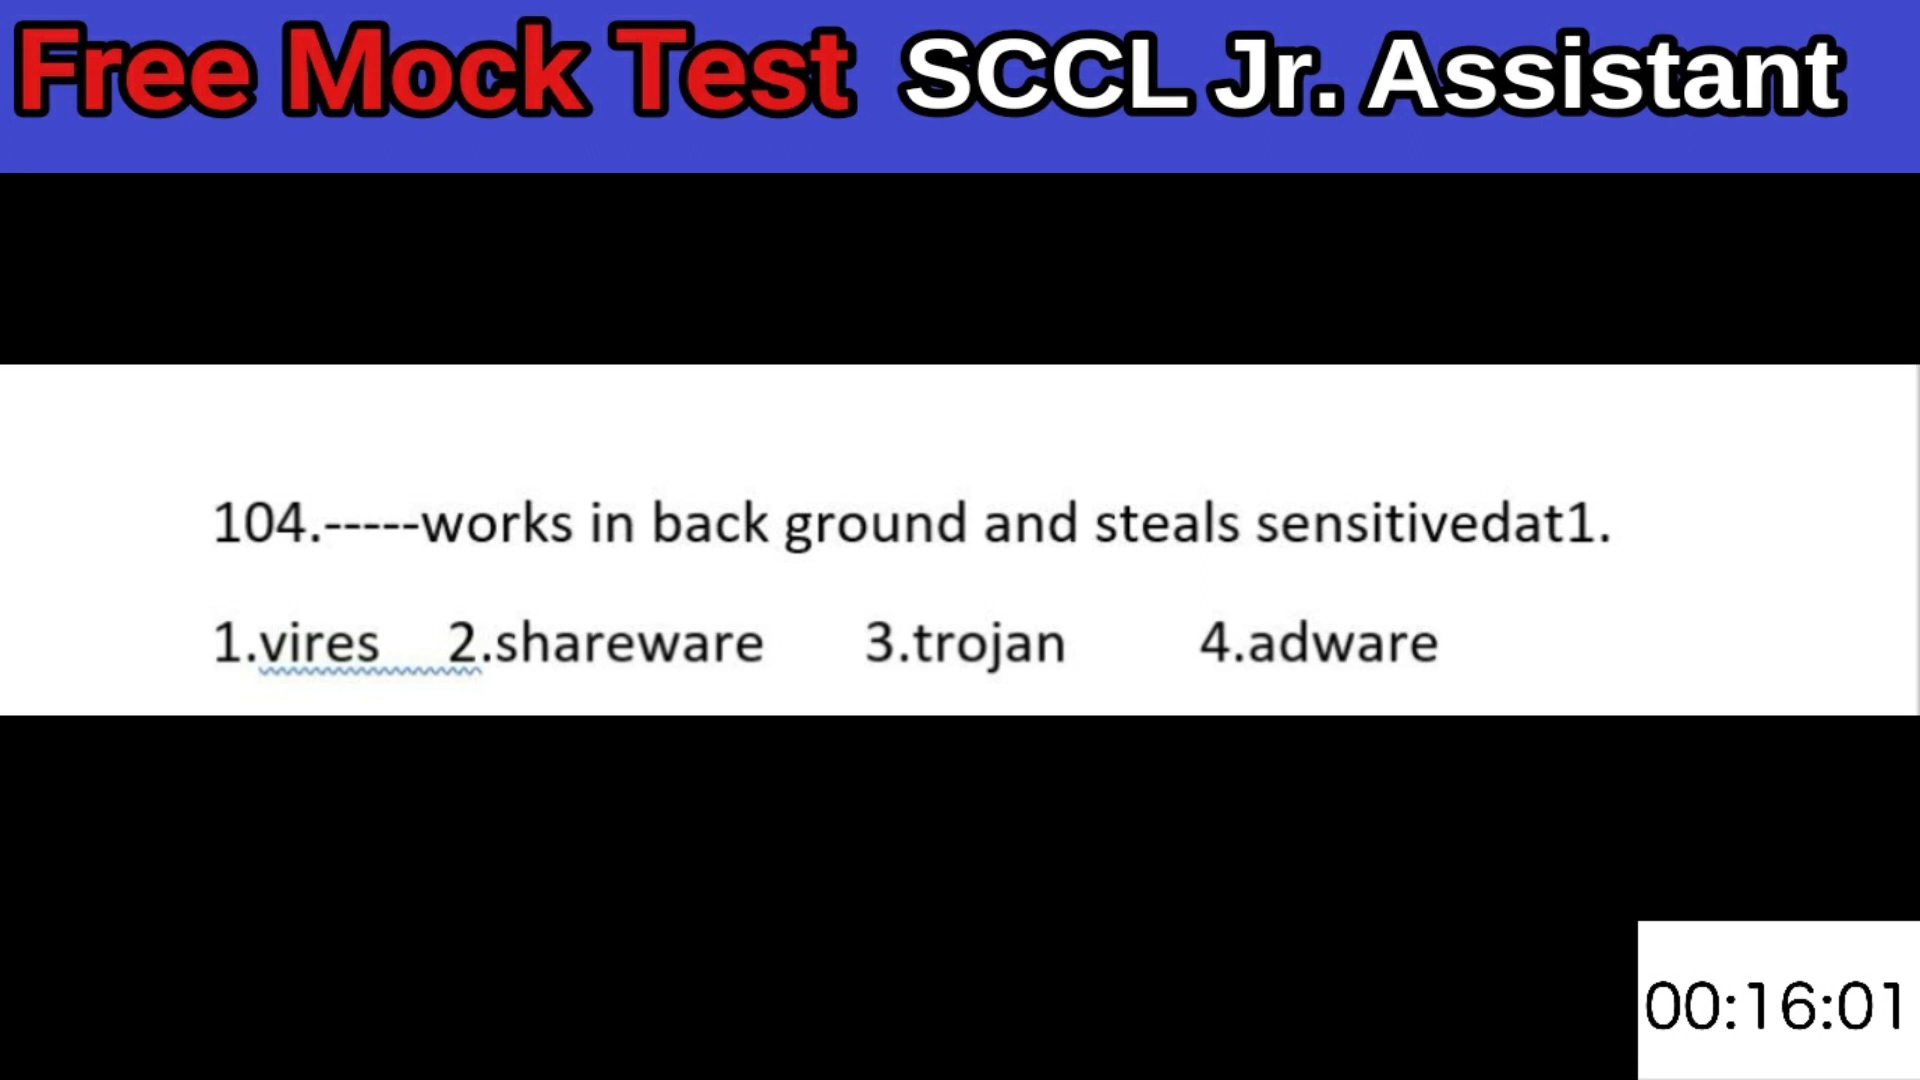 Free Mock Test SCCL Jr. Assistant
104.-----works in back ground and steals sensitivedat1.
1.vires 2.shareware 3.trojan 4.adware
00:16:01